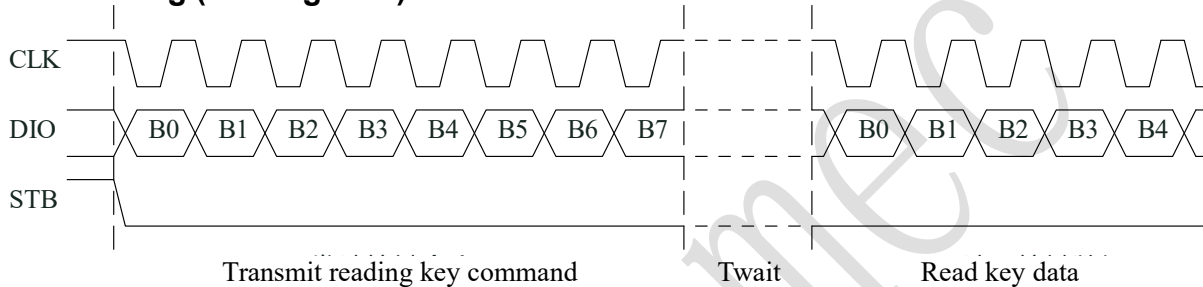 CLK
DIO B0 B1 B2 B3 B4 B5 B6 B7 B0 B1 B2 B3 B4
STB
Transmit reading key command Twait Read key data
mec